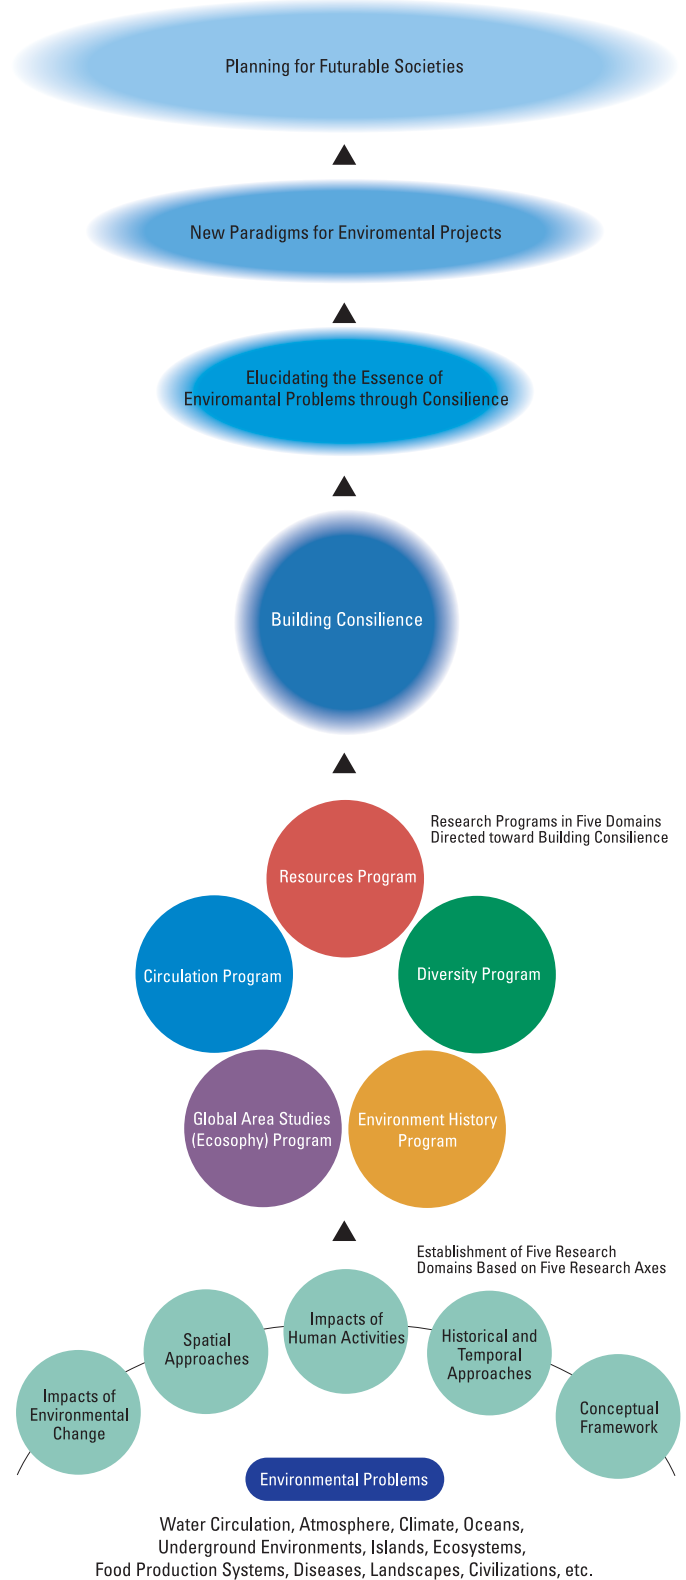 Planning for Futurable Societies
New Paradigms for Enviromental Projects
Elucidating the Essence of
Enviromantal Problems through Consilience
Building Consilience
Research Programs in Five Domains
Directed toward Building Consilience
Resources Program
Circulation Program
Diversity Program
Global Area Studies
(Ecosophy) Program
Environment History
Program
Establishment of Five Research
Domains Based on Five Research Axes
Impacts of
Environmental
Change
Spatial
Approaches
Impacts of
Human Activities
Historical and
Temporal
Approaches
Conceptual
Framework
Environmental Problems
Water Circulation, Atmosphere, Climate, Oceans,
Underground Environments, Islands, Ecosystems,
Food Production Systems, Diseases, Landscapes, Civilizations, etc.